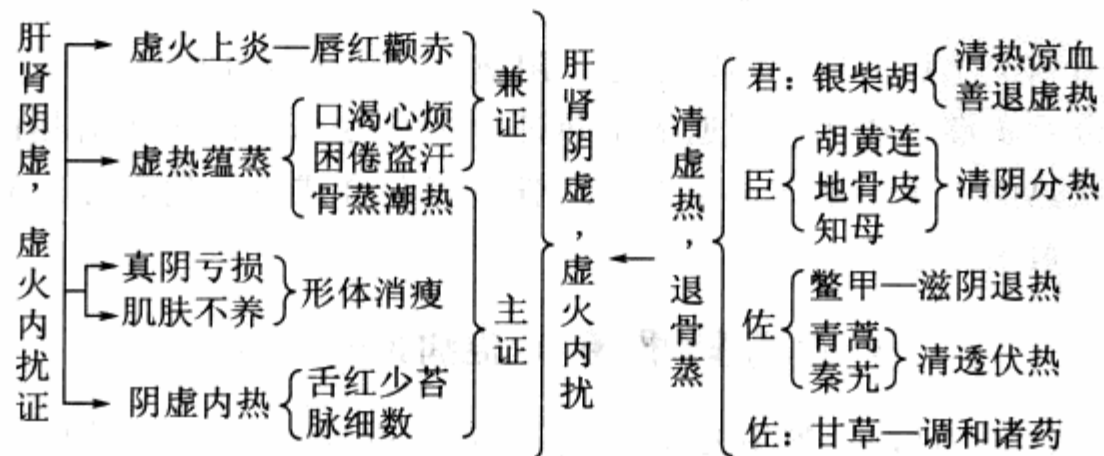 肝肾阴虚，虚火内扰证
虚火上炎—唇红颧赤
虚热蕴蒸
口渴心烦
困倦盗汗
骨蒸潮热
真阴亏损
肌肤不养
形体消瘦
阴虚内热
舌红少苔
脉细数
兼证
主证
肝肾阴虚，虚火内扰
清虚热，退骨蒸
君：银柴胡
清热凉血
善退虚热
臣
胡黄连
地骨皮
知母
清阴分热
佐
鳖甲—滋阴退热
青蒿
秦艽
清透伏热
佐：甘草—调和诸药